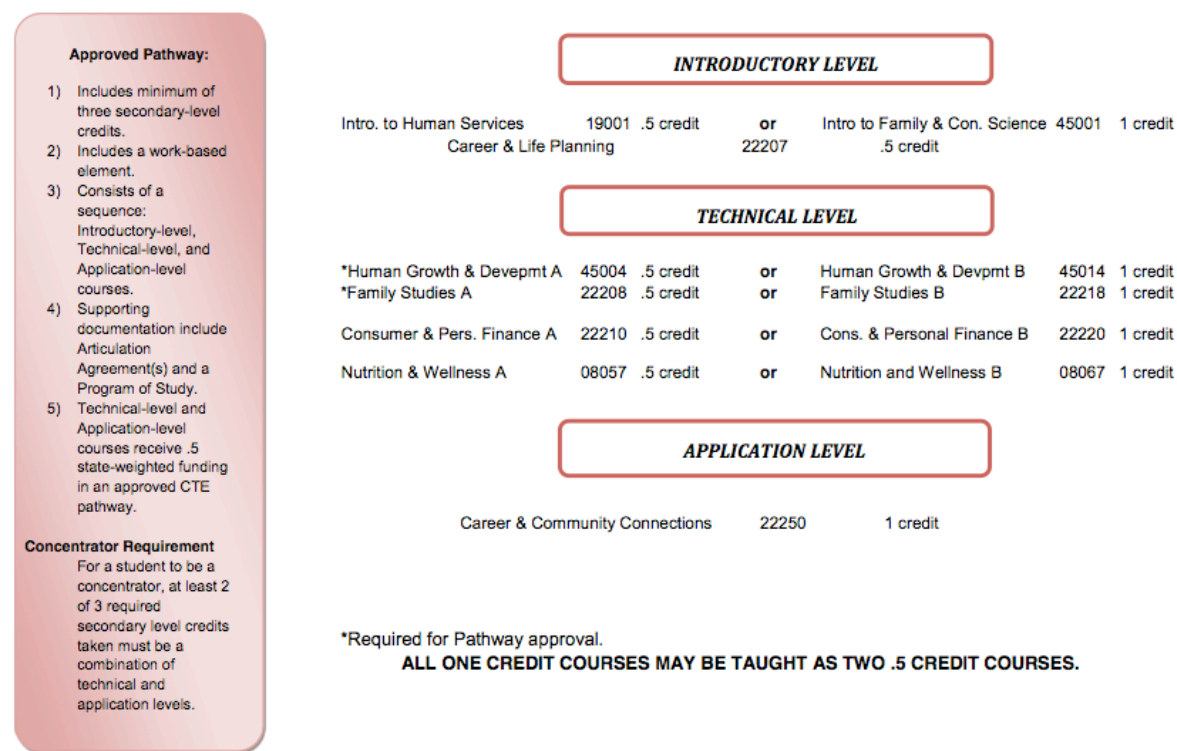 Approved Pathway:
1) Includes minimum of
three secondary-level
credits.
2) Includes a work-based
element.
3) Consists of a
sequence:
Introductory-level,
Technical-level, and
Application-level
courses.
4) Supporting
documentation include
Articulation
Agreement(s) and a
Program of Study.
5) Technical-level and
Application-level
courses receive .5
state-weighted funding
in an approved CTE
pathway.
Concentrator Requirement
For a student to be a
concentrator, at least 2
of 3 required
secondary level credits
taken must be a
combination of
technical and
application levels.
INTRODUCTORY LEVEL
Intro. to Human Services 19001 .5 credit or Intro to Family & Con. Science 45001 1 credit
Career & Life Planning 22207 .5 credit
TECHNICAL LEVEL
*Human Growth & Devepmt A 45004 .5 credit or Human Growth & Devpmt B 45014 1 credit
*Family Studies A 22208 .5 credit or Family Studies B 22218 1 credit
Consumer & Pers. Finance A 22210 .5 credit or Cons. & Personal Finance B 22220 1 credit
Nutrition & Wellness A 08057 .5 credit or Nutrition and Wellness B 08067 1 credit
APPLICATION LEVEL
Career & Community Connections 22250 1 credit
*Required for Pathway approval.
ALL ONE CREDIT COURSES MAY BE TAUGHT AS TWO .5 CREDIT COURSES.